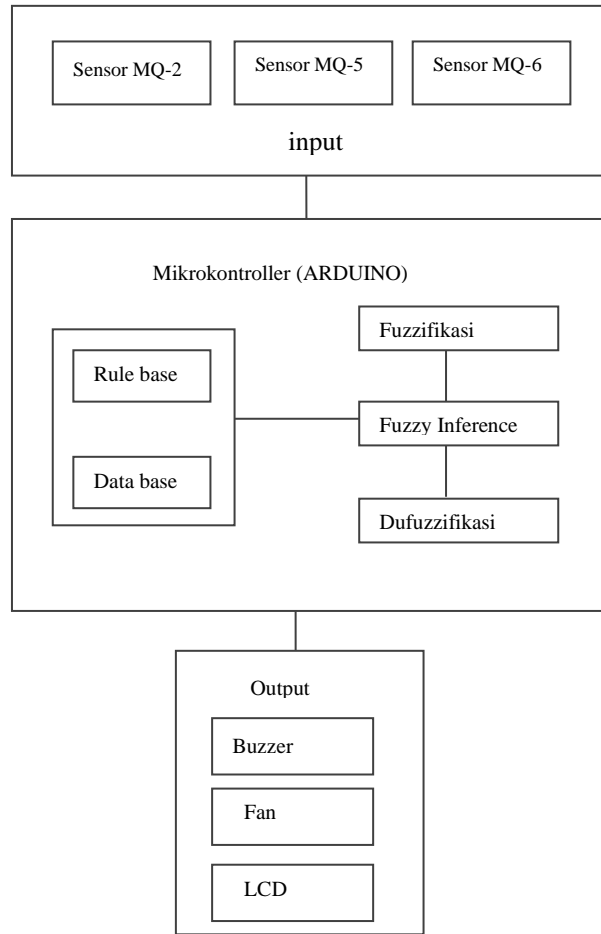 Sensor MQ-2
Sensor MQ-5
Sensor MQ-6
input
Mikrokontroller (ARDUINO)
Rule base
Data base
Fuzzifikasi
Fuzzy Inference
Dufuzzifikasi
Output
Buzzer
Fan
LCD